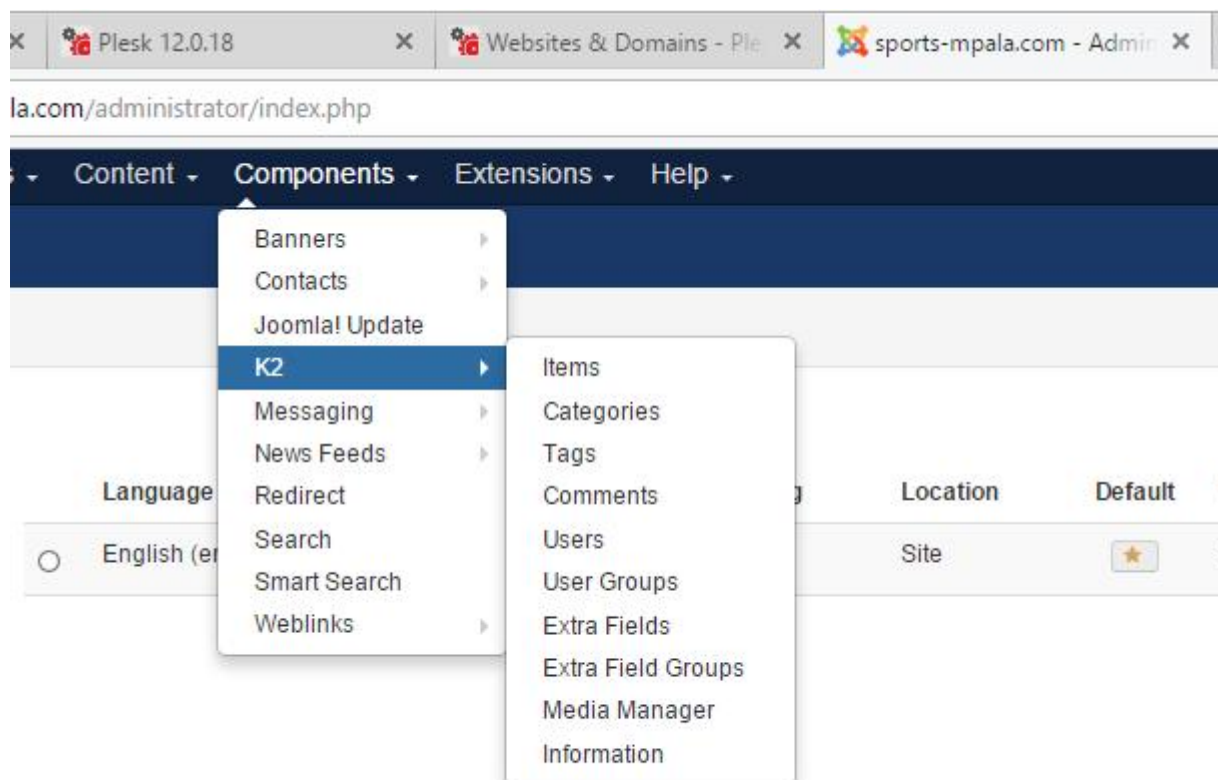 Plesk 12.0.18
Websites & Domains - Ple
sports-mpala.com - Admin
la.com/administrator/index.php
s Content Components Extensions Help
Banners
Contacts
Joomla! Update
K2
Messaging
News Feeds
Redirect
Search
Smart Search
Weblinks
Items
Categories
Tags
Comments
Users
User Groups
Extra Fields
Extra Field Groups
Media Manager
Information
Language g Location Default
English (en Site